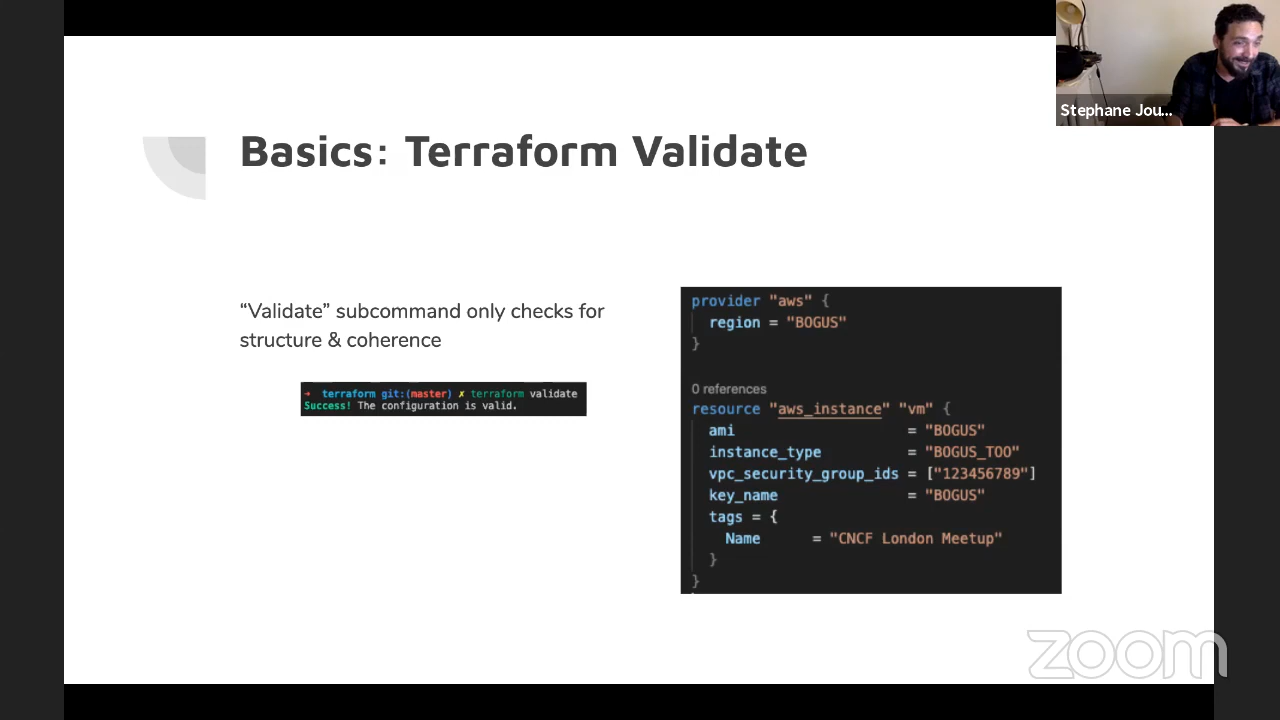 Stephane Jou...
Basics: Terraform Validate
“Validate” subcommand only checks for
structure & coherence
➜ terraform git:(master) ✗ terraform validate
Success! The configuration is valid.
provider "aws" {
region = "BOGUS"
}
0 references
resource "aws_instance" "vm" {
ami = "BOGUS"
instance_type = "BOGUS_TOO"
vpc_security_group_ids = ["123456789"]
key_name = "BOGUS"
tags = {
Name = "CNCF London Meetup"
}
}
zoom